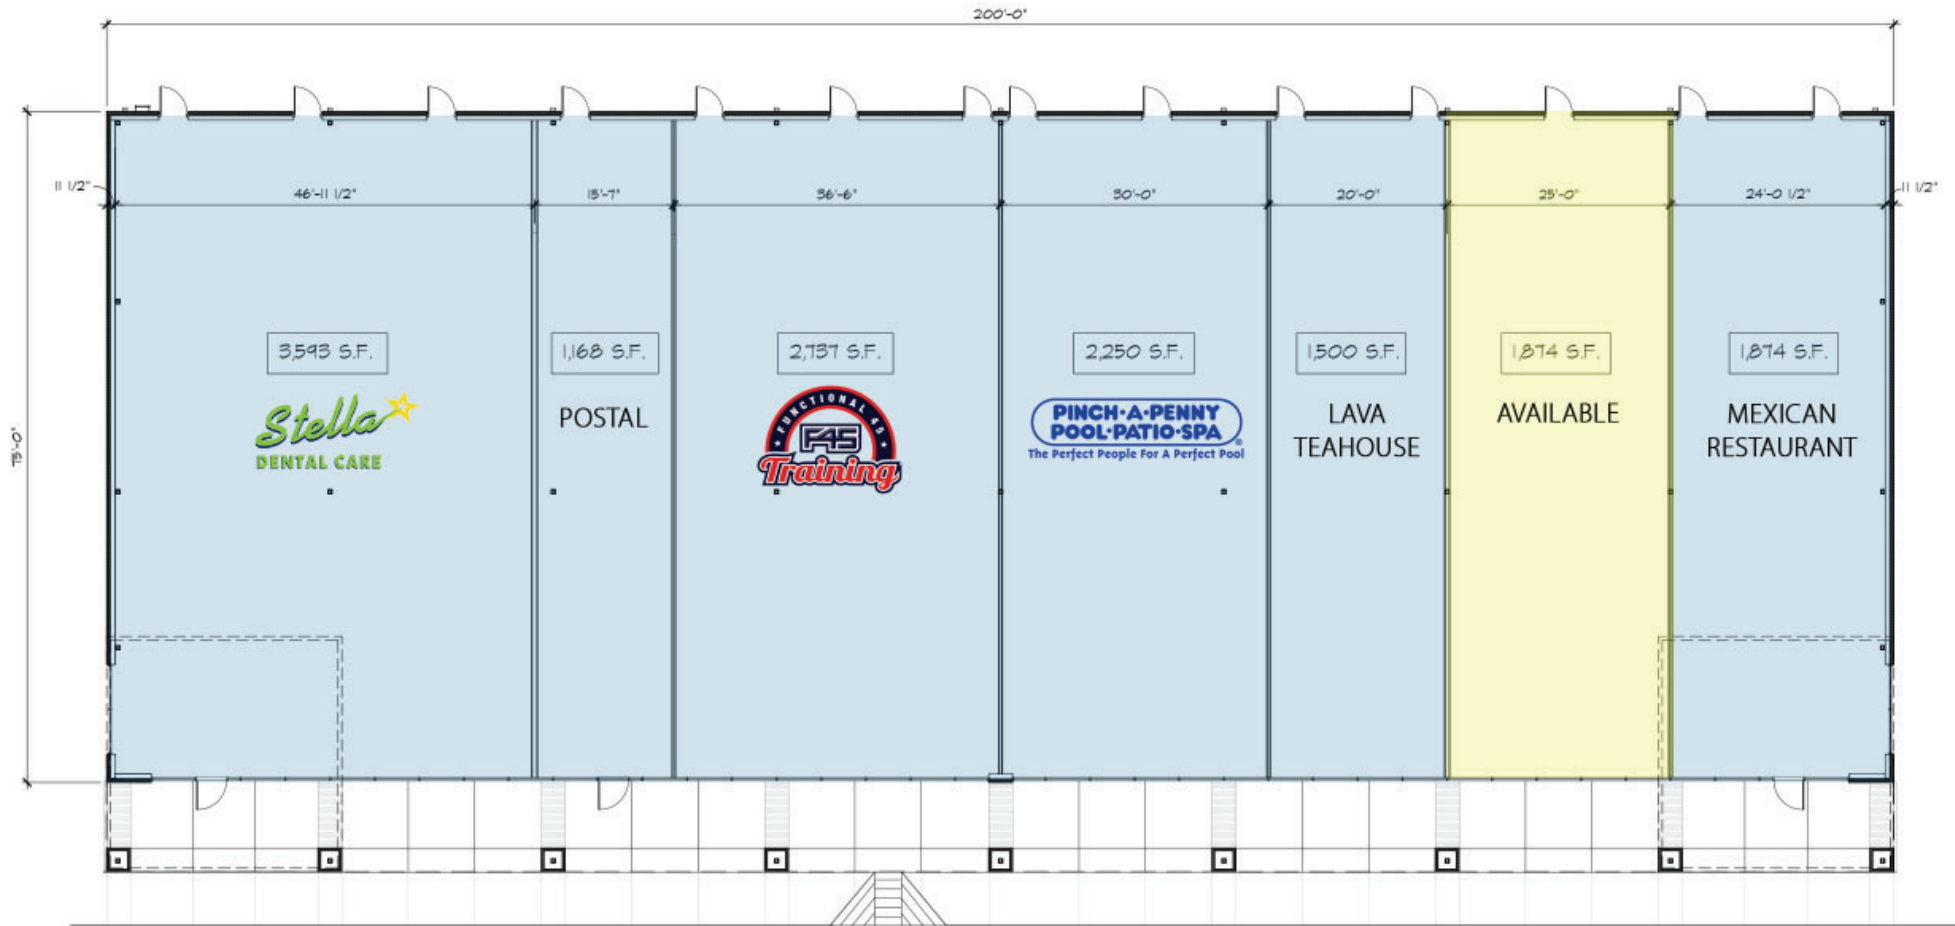 200'-0"
11 1/2"
46'-11 1/2"
15'-7"
36'-6"
30'-0"
20'-0"
25'-0"
24'-0 1/2"
11 1/2"
75'-0"
3,593 S.F.
Stella
DENTAL CARE
1,168 S.F.
POSTAL
2,737 S.F.
FUNCTIONAL 45
F45
Training
2,250 S.F.
PINCH·A·PENNY
POOL·PATIO·SPA®
The Perfect People For A Perfect Pool
1,500 S.F.
LAVA
TEAHOUSE
1,874 S.F.
AVAILABLE
1,874 S.F.
MEXICAN
RESTAURANT